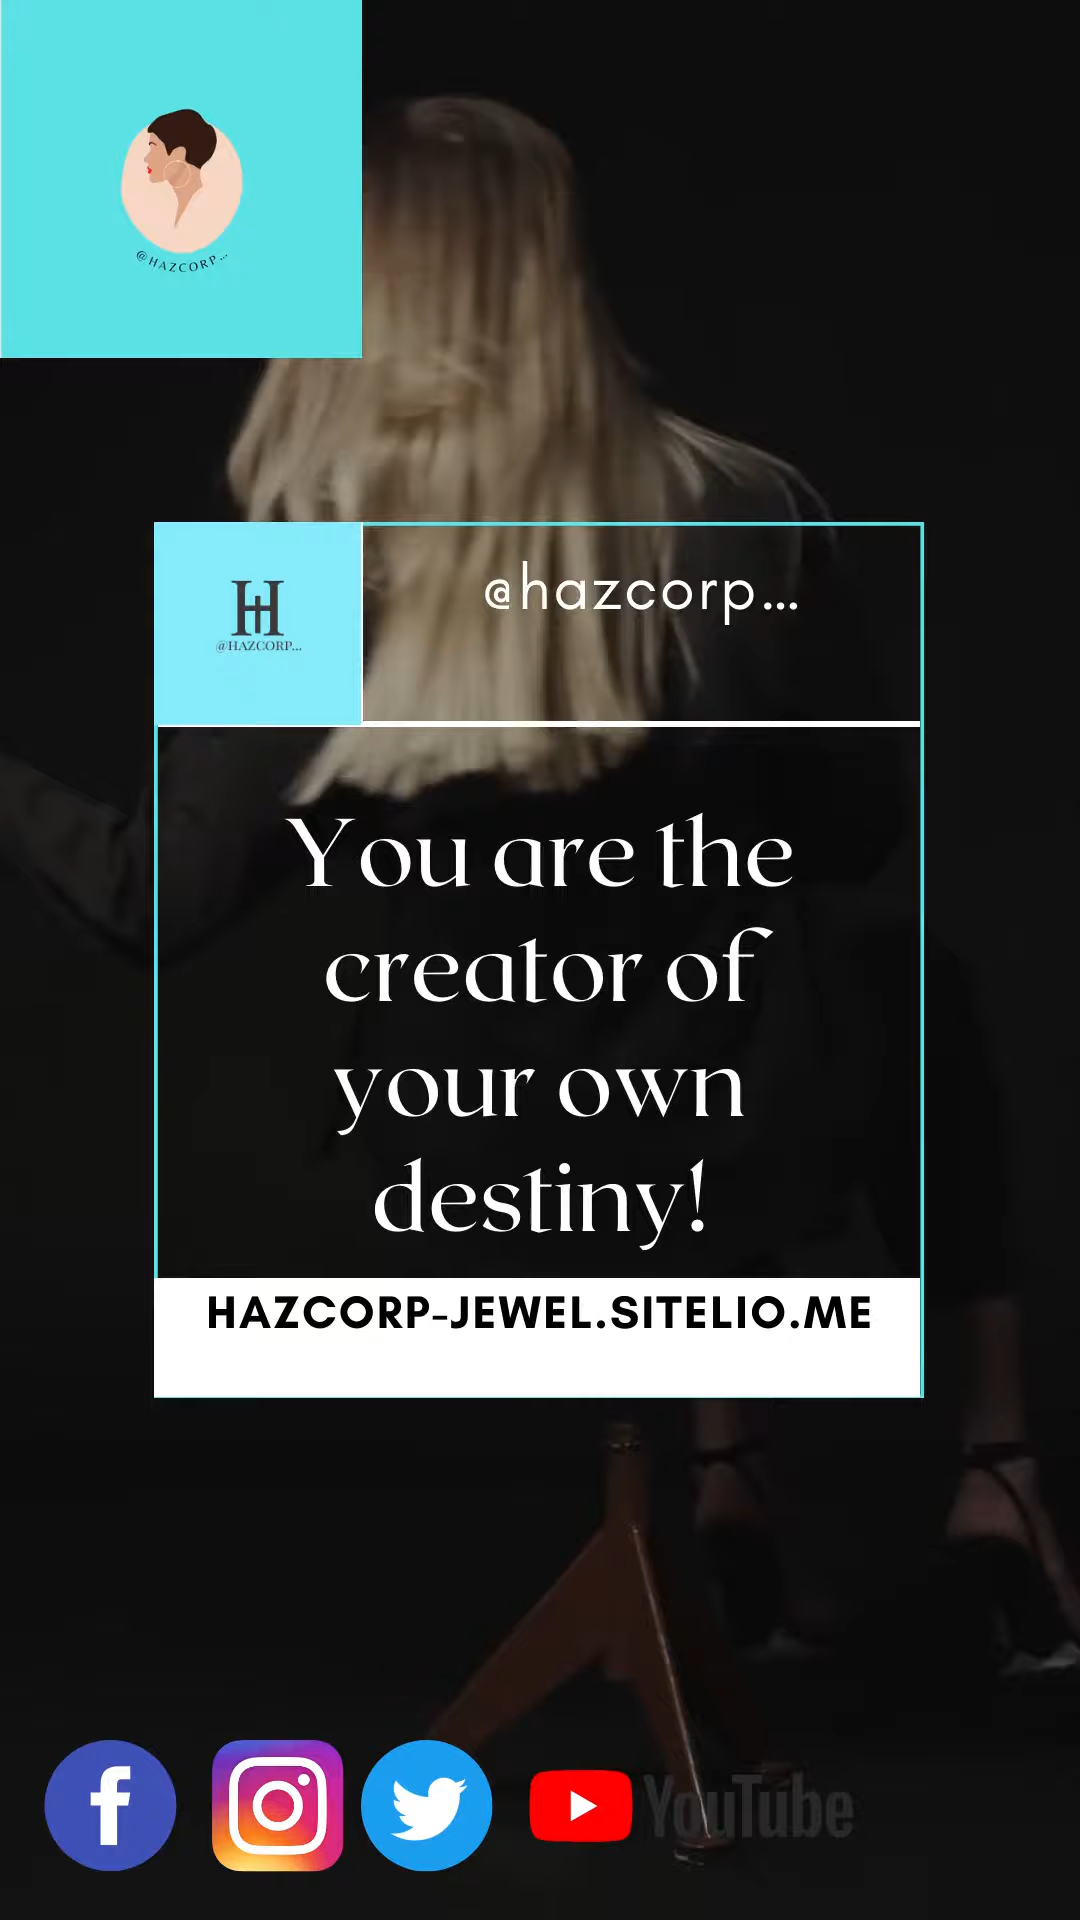 @HAZCORP...
H
@HAZCORP...
@hazcorp...
You are the
creator of
your own
destiny!
HAZCORP-JEWEL.SITELIO.ME
f
YouTube